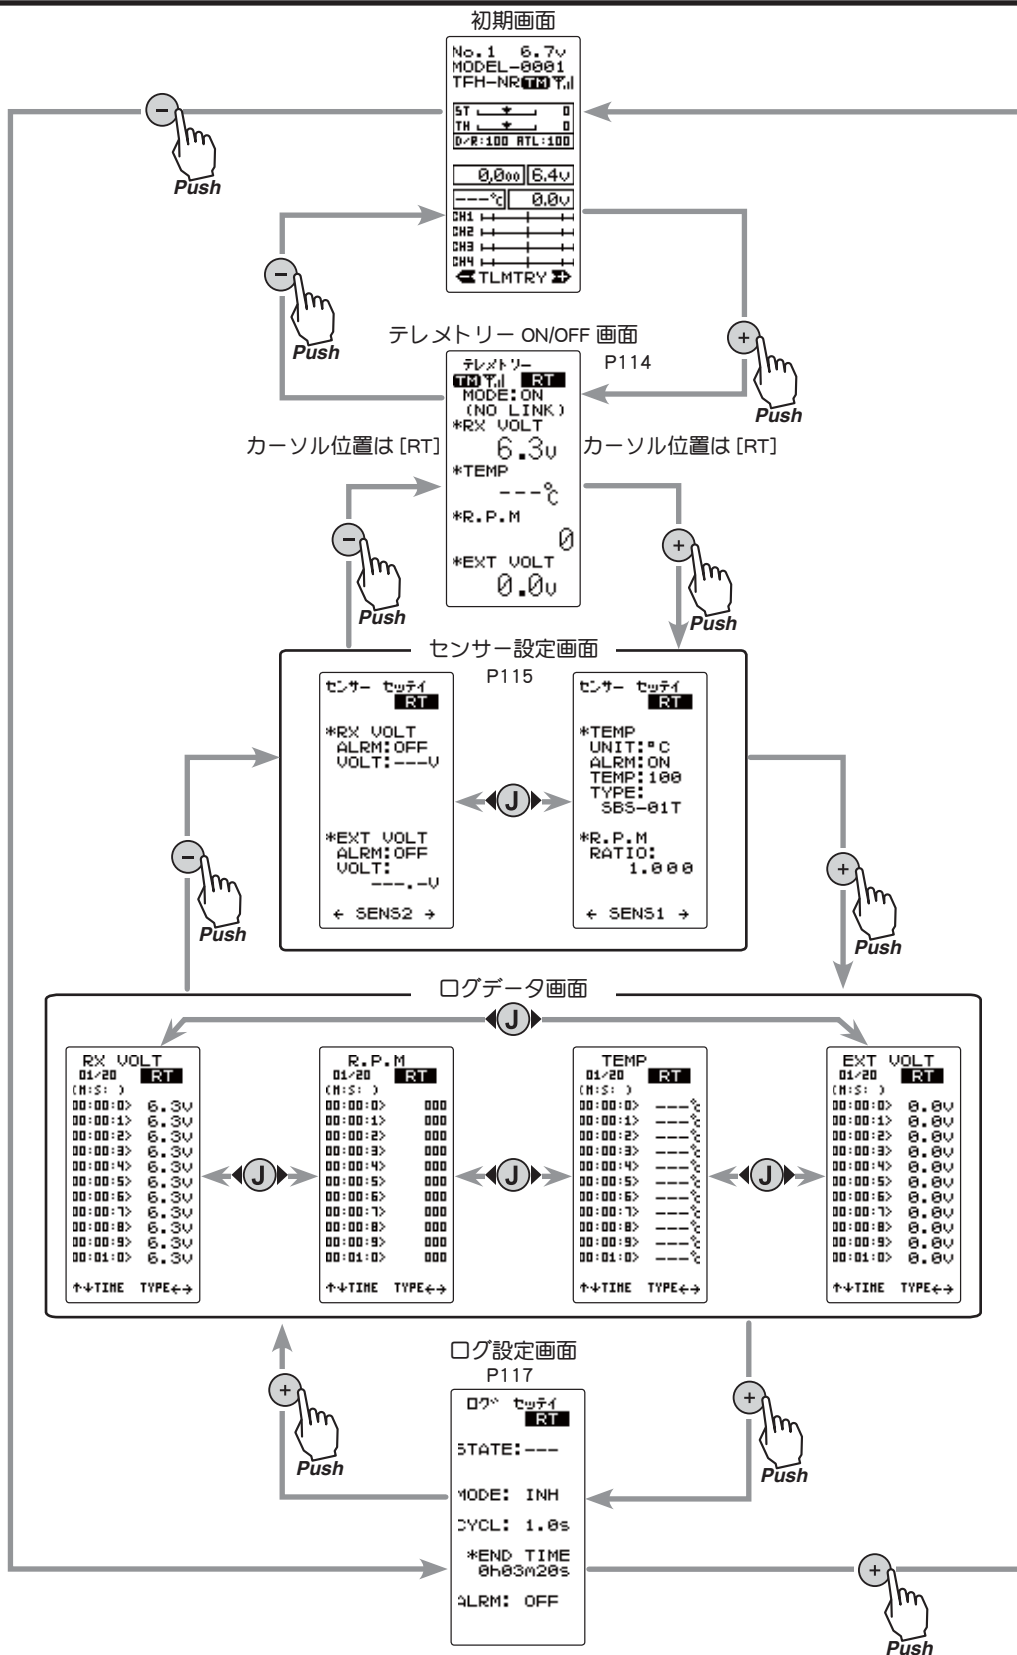 初期画面
No.1 6.7v
MODEL-0001
TFH-NR TM
ST 0
TH 0
D/R:100 ATL:100
0,000 6.4v
---℃ 0.0v
CH1
CH2
CH3
CH4
TLMTRY
−
Push
−
Push
+
Push
テレメトリー ON/OFF 画面
P114
テレメトリー
TM RT
MODE:ON
(NO LINK)
*RX VOLT
6.3v
*TEMP
---℃
*R.P.M
0
*EXT VOLT
0.0v
カーソル位置は [RT]
カーソル位置は [RT]
−
Push
+
Push
センサー設定画面
P115
センサー セッテイ
RT
*RX VOLT
ALRM:OFF
VOLT:---V
*EXT VOLT
ALRM:OFF
VOLT:
---.-V
← SENS2 →
J
センサー セッテイ
RT
*TEMP
UNIT:°C
ALRM:ON
TEMP:100
TYPE:
SBS-01T
*R.P.M
RATIO:
1.000
← SENS1 →
−
Push
+
Push
ログデータ画面
J
RX VOLT
01/20 RT
(M:S: )
00:00:0> 6.3V
00:00:1> 6.3V
00:00:2> 6.3V
00:00:3> 6.3V
00:00:4> 6.3V
00:00:5> 6.3V
00:00:6> 6.3V
00:00:7> 6.3V
00:00:8> 6.3V
00:00:9> 6.3V
00:01:0> 6.3V
↑↓TIME TYPE←→
J
R.P.M
01/20 RT
(M:S: )
00:00:0> 000
00:00:1> 000
00:00:2> 000
00:00:3> 000
00:00:4> 000
00:00:5> 000
00:00:6> 000
00:00:7> 000
00:00:8> 000
00:00:9> 000
00:01:0> 000
↑↓TIME TYPE←→
J
TEMP
01/20 RT
(M:S: )
00:00:0> ---℃
00:00:1> ---℃
00:00:2> ---℃
00:00:3> ---℃
00:00:4> ---℃
00:00:5> ---℃
00:00:6> ---℃
00:00:7> ---℃
00:00:8> ---℃
00:00:9> ---℃
00:01:0> ---℃
↑↓TIME TYPE←→
J
EXT VOLT
01/20 RT
(M:S: )
00:00:0> 0.0V
00:00:1> 0.0V
00:00:2> 0.0V
00:00:3> 0.0V
00:00:4> 0.0V
00:00:5> 0.0V
00:00:6> 0.0V
00:00:7> 0.0V
00:00:8> 0.0V
00:00:9> 0.0V
00:01:0> 0.0V
↑↓TIME TYPE←→
+
Push
+
Push
ログ設定画面
P117
ログ セッテイ
RT
STATE:---
MODE: INH
CYCL: 1.0s
*END TIME
0h03m20s
ALRM: OFF
+
Push